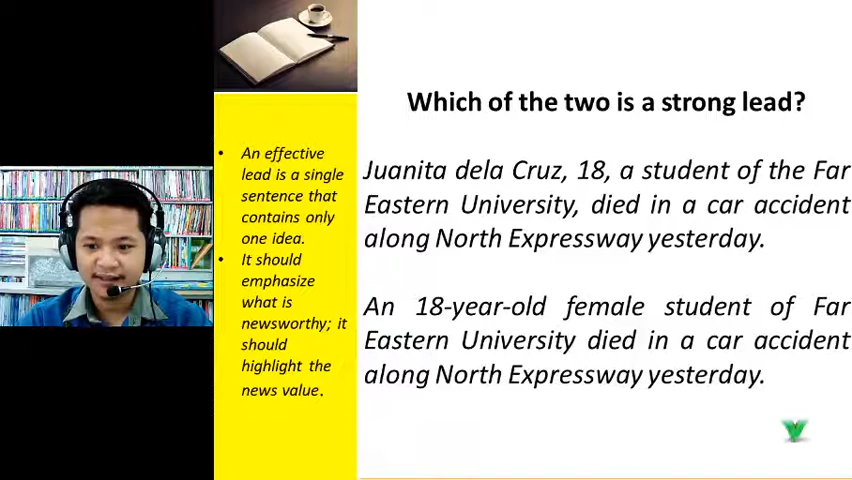 Which of the two is a strong lead?
• An effective
lead is a single
sentence that
contains only
one idea.
• It should
emphasize
what is
newsworthy; it
should
highlight the
news value.
Juanita dela Cruz, 18, a student of the Far
Eastern University, died in a car accident
along North Expressway yesterday.
An 18-year-old female student of Far
Eastern University died in a car accident
along North Expressway yesterday.